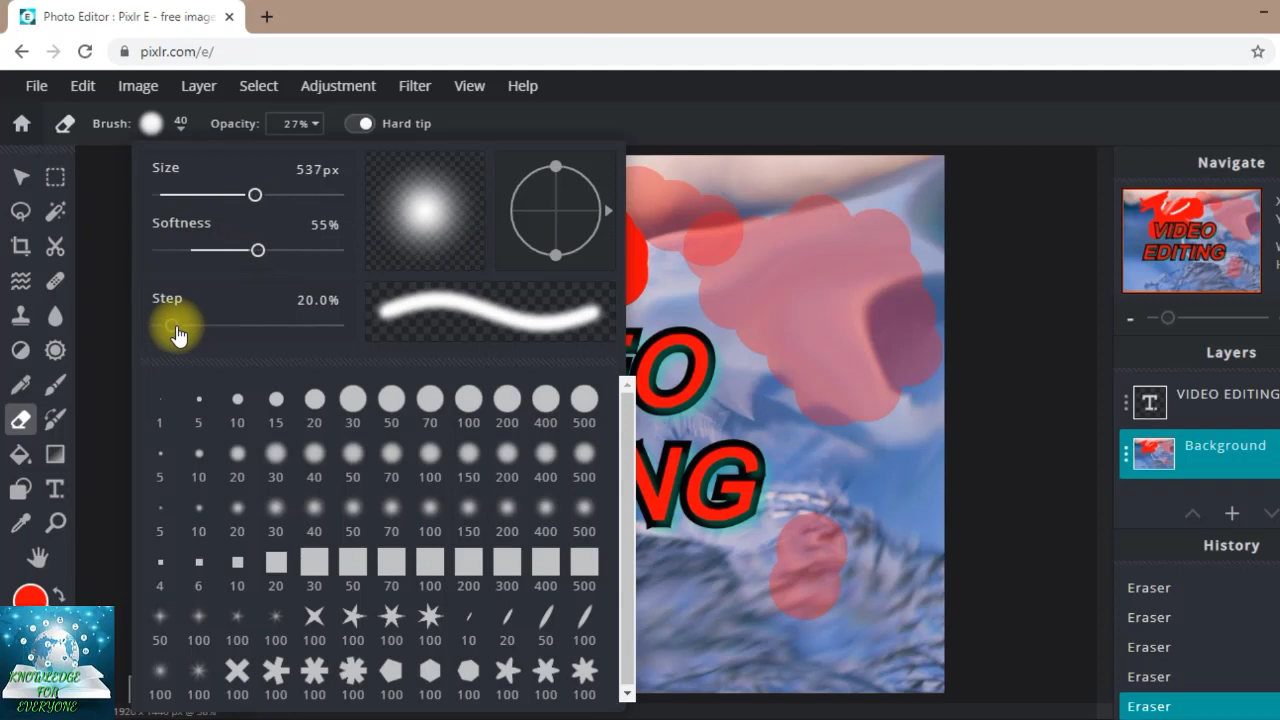 Photo Editor : Pixlr E - free image
pixlr.com/e/
File Edit Image Layer Select Adjustment Filter View Help
Brush: 40 Opacity: 27% Hard tip
Size 537px
Softness 55%
Step 20.0%
1 5 10 15 20 30 50 70 100 200 400 500
5 10 20 30 40 50 70 100 150 200 400 500
5 10 20 30 40 50 70 100 150 200 400 500
4 6 10 20 30 50 70 100 200 300 400 500
50 100 100 100 100 100 100 100 10 20 50 100
100 100 100 100 100 100 100 100 100 100 100 100
EO
NG
Navigate
VIDEO
EDITING
Layers
VIDEO EDITING
Background
History
Eraser
Eraser
Eraser
Eraser
Eraser
KNOWLEDGE
FOR
EVERYONE